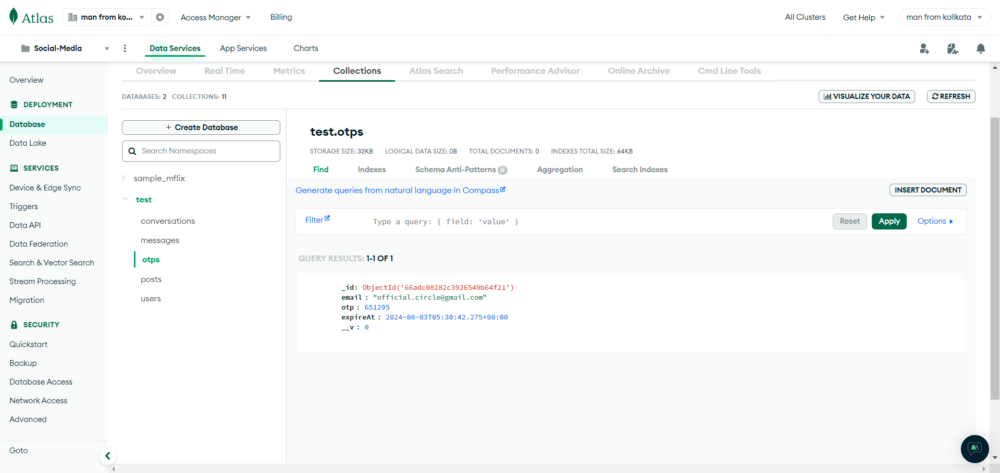 Atlas
man from ko...
Access Manager
Billing
All Clusters
Get Help
man from kollkata
Social-Media
Data Services
App Services
Charts
Overview
Real Time
Metrics
Collections
Atlas Search
Performance Advisor
Online Archive
Cmd Line Tools
DATABASES: 2 COLLECTIONS: 11
VISUALIZE YOUR DATA
REFRESH
Overview
DEPLOYMENT
Database
Data Lake
SERVICES
Device & Edge Sync
Triggers
Data API
Data Federation
Search & Vector Search
Stream Processing
Migration
SECURITY
Quickstart
Backup
Database Access
Network Access
Advanced
Goto
+ Create Database
Search Namespaces
sample_mflix
test
conversations
messages
otps
posts
users
test.otps
STORAGE SIZE: 32KB LOGICAL DATA SIZE: 0B TOTAL DOCUMENTS: 0 INDEXES TOTAL SIZE: 64KB
Find
Indexes
Schema Anti-Patterns 0
Aggregation
Search Indexes
Generate queries from natural language in Compass
INSERT DOCUMENT
Filter
Type a query: { field: 'value' }
Reset
Apply
Options
QUERY RESULTS: 1-1 OF 1
_id: ObjectId('66adc08282c3926549b64f21')
email : "official.circle@gmail.com"
otp : 651295
expireAt : 2024-08-03T05:30:42.275+00:00
__v : 0